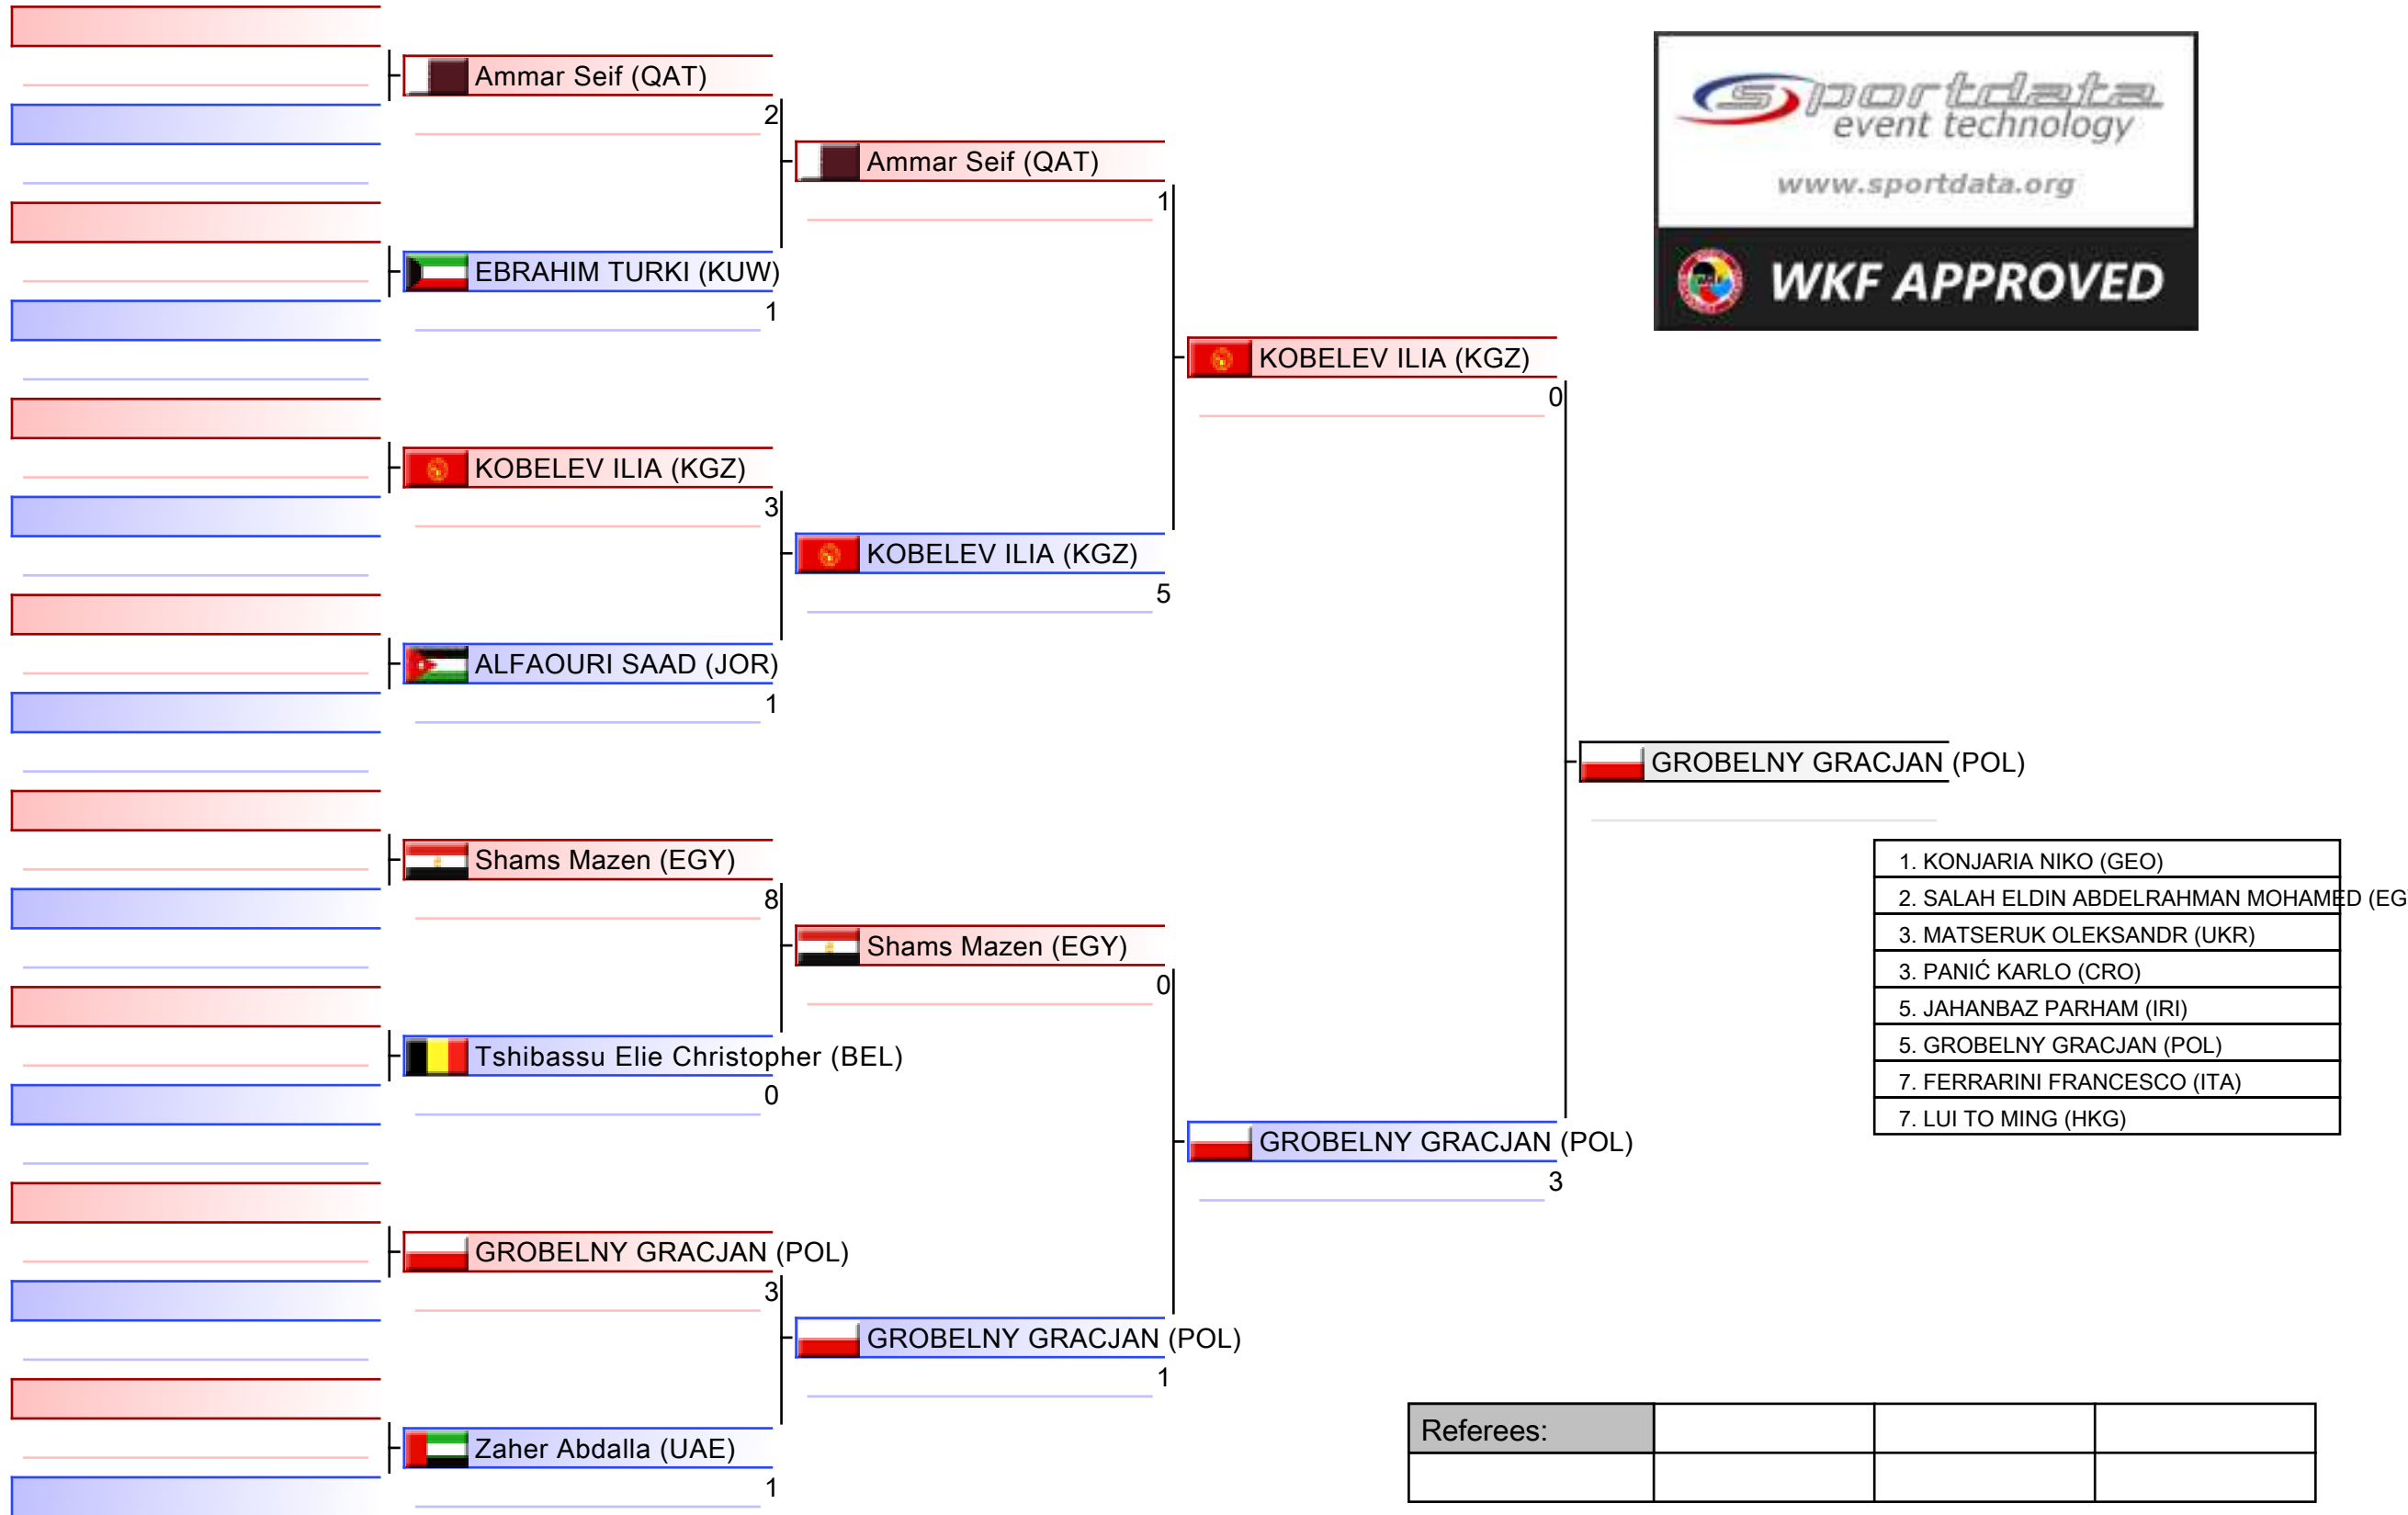 Ammar Seif (QAT)
2
EBRAHIM TURKI (KUW)
1
KOBELEV ILIA (KGZ)
3
ALFAOURI SAAD (JOR)
1
Shams Mazen (EGY)
8
Tshibassu Elie Christopher (BEL)
0
GROBELNY GRACJAN (POL)
3
Zaher Abdalla (UAE)
1
Ammar Seif (QAT)
1
KOBELEV ILIA (KGZ)
5
Shams Mazen (EGY)
0
GROBELNY GRACJAN (POL)
1
KOBELEV ILIA (KGZ)
0
GROBELNY GRACJAN (POL)
3
GROBELNY GRACJAN (POL)
sportdata
event technology
www.sportdata.org
WKF APPROVED
1. KONJARIA NIKO (GEO)
2. SALAH ELDIN ABDELRAHMAN MOHAMED (EG
3. MATSERUK OLEKSANDR (UKR)
3. PANIĆ KARLO (CRO)
5. JAHANBAZ PARHAM (IRI)
5. GROBELNY GRACJAN (POL)
7. FERRARINI FRANCESCO (ITA)
7. LUI TO MING (HKG)
Referees: